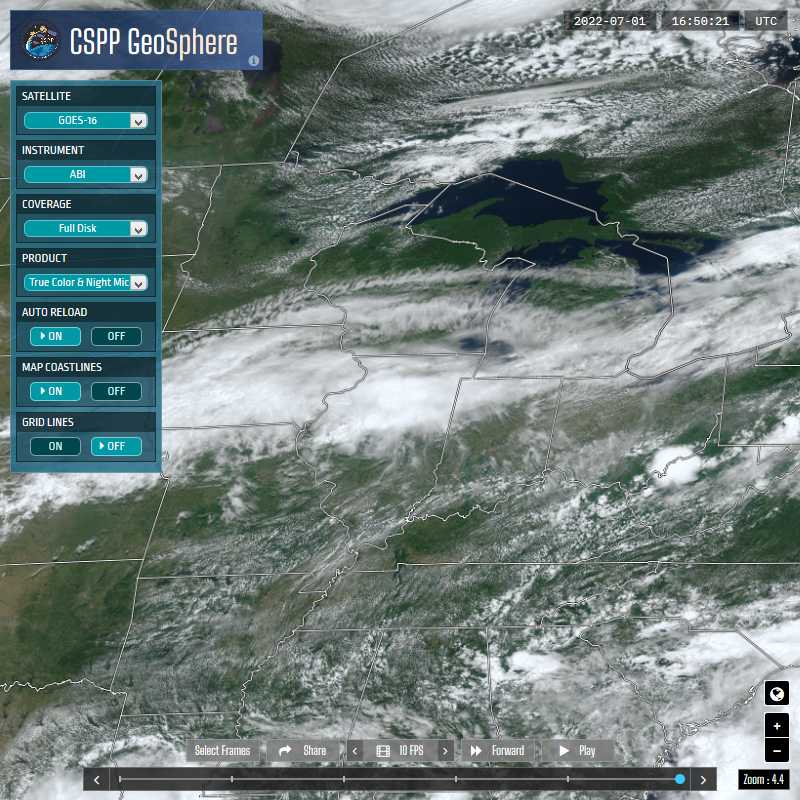 CSPP GeoSphere
2022-07-01 16:50:21 UTC
SATELLITE
GOES-16
INSTRUMENT
ABI
COVERAGE
Full Disk
PRODUCT
True Color & Night Mic
AUTO RELOAD
ON OFF
MAP COASTLINES
ON OFF
GRID LINES
ON OFF
+
−
Select Frames Share < 10 FPS > Forward Play
< > Zoom : 4.4